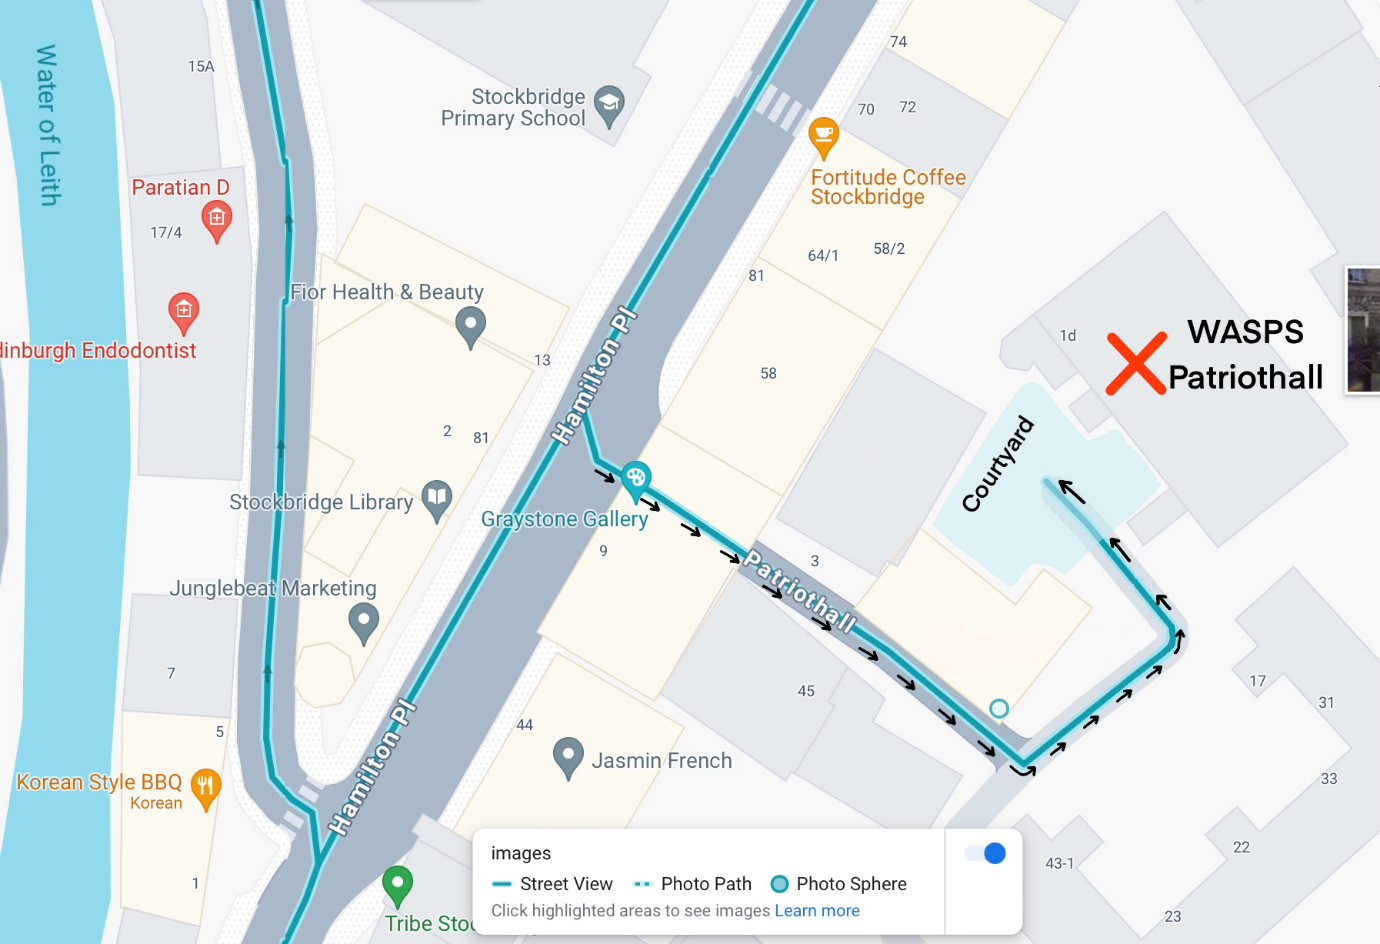 Water of Leith
15A
Stockbridge
Primary School
74
70
72
Fortitude Coffee
Stockbridge
Paratian D
17/4
64/1
58/2
81
Fior Health & Beauty
dinburgh Endodontist
13
Hamilton Pl
58
1d
WASPS
Patriothall
2
81
Courtyard
Stockbridge Library
Graystone Gallery
9
Patriothall
3
Junglebeat Marketing
7
45
17
31
5
44
Jasmin French
Korean Style BBQ
Korean
Hamilton Pl
33
1
22
43-1
23
Tribe Stoc
images
Street View
Photo Path
Photo Sphere
Click highlighted areas to see images Learn more